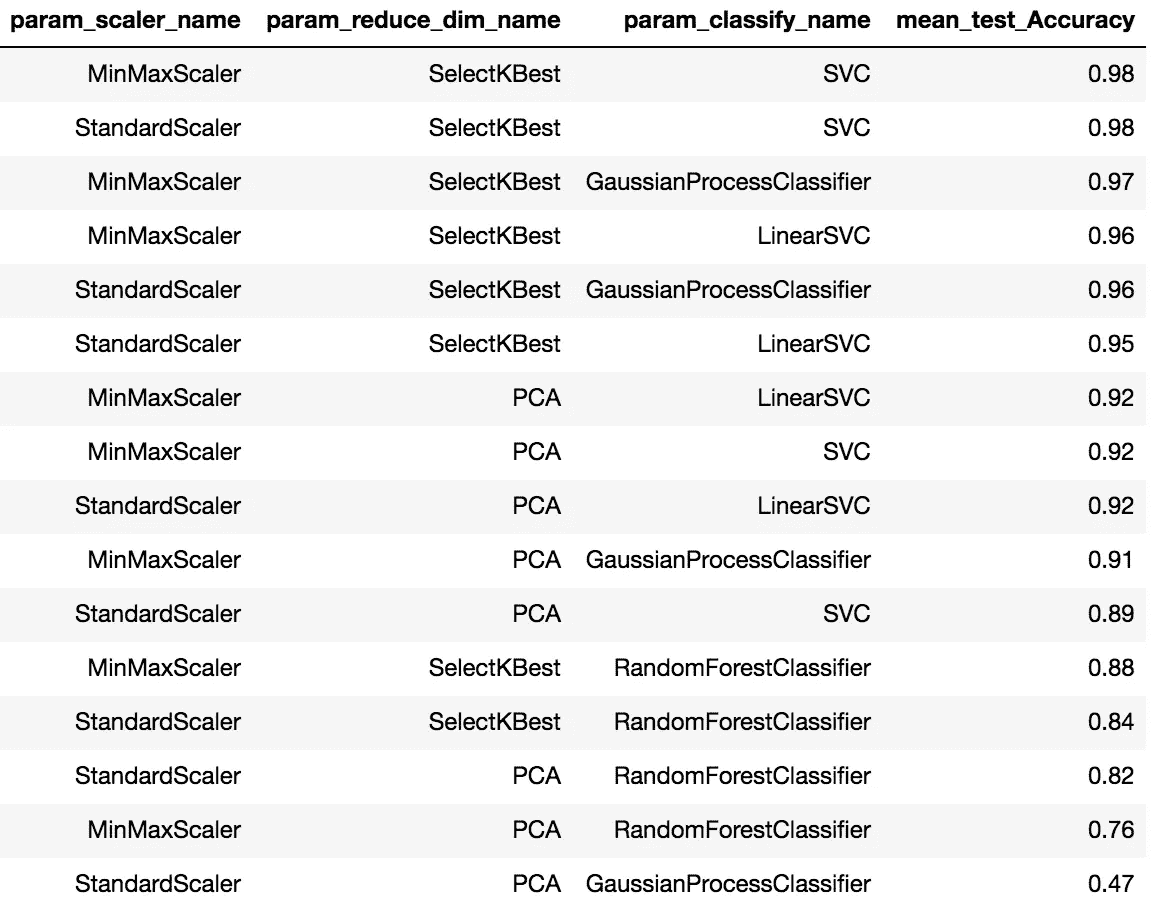 param_scaler_name param_reduce_dim_name param_classify_name mean_test_Accuracy
MinMaxScaler SelectKBest SVC 0.98
StandardScaler SelectKBest SVC 0.98
MinMaxScaler SelectKBest GaussianProcessClassifier 0.97
MinMaxScaler SelectKBest LinearSVC 0.96
StandardScaler SelectKBest GaussianProcessClassifier 0.96
StandardScaler SelectKBest LinearSVC 0.95
MinMaxScaler PCA LinearSVC 0.92
MinMaxScaler PCA SVC 0.92
StandardScaler PCA LinearSVC 0.92
MinMaxScaler PCA GaussianProcessClassifier 0.91
StandardScaler PCA SVC 0.89
MinMaxScaler SelectKBest RandomForestClassifier 0.88
StandardScaler SelectKBest RandomForestClassifier 0.84
StandardScaler PCA RandomForestClassifier 0.82
MinMaxScaler PCA RandomForestClassifier 0.76
StandardScaler PCA GaussianProcessClassifier 0.47